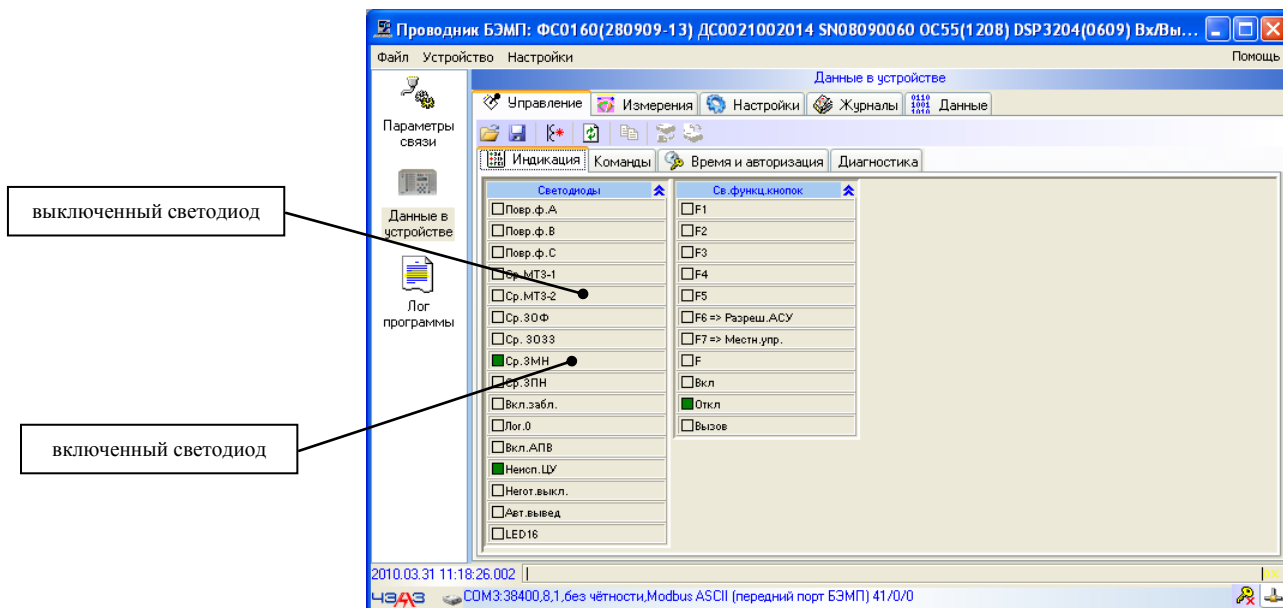 Проводник БЭМП: ФС0160(280909-13) ДС0021002014 SN08090060 ОС55(1208) DSP3204(0609) Вх/Вы...
Файл Устройство Настройки Помощь
Данные в устройстве
Управление Измерения Настройки Журналы Данные
Параметры связи
Индикация Команды Время и авторизация Диагностика
Данные в устройстве
Лог программы
выключенный светодиод
включенный светодиод
Светодиоды
Повр.ф.А
Повр.ф.В
Повр.ф.С
Ср.МТЗ-1
Ср.МТЗ-2
Ср.ЗОФ
Ср. ЗОЗЗ
Ср.ЗМН
Ср.ЗПН
Вкл.забл.
Лог.0
Вкл.АПВ
Неисп.ЦУ
Негот.выкл.
Авт.вывед
LED16
Св.функц.кнопок
F1
F2
F3
F4
F5
F6 => Разреш.АСУ
F7 => Местн.упр.
F
Вкл
Откл
Вызов
2010.03.31 11:18:26.002
ЧЭАЗ COM3:38400,8,1,без чётности,Modbus ASCII (передний порт БЭМП) 41/0/0